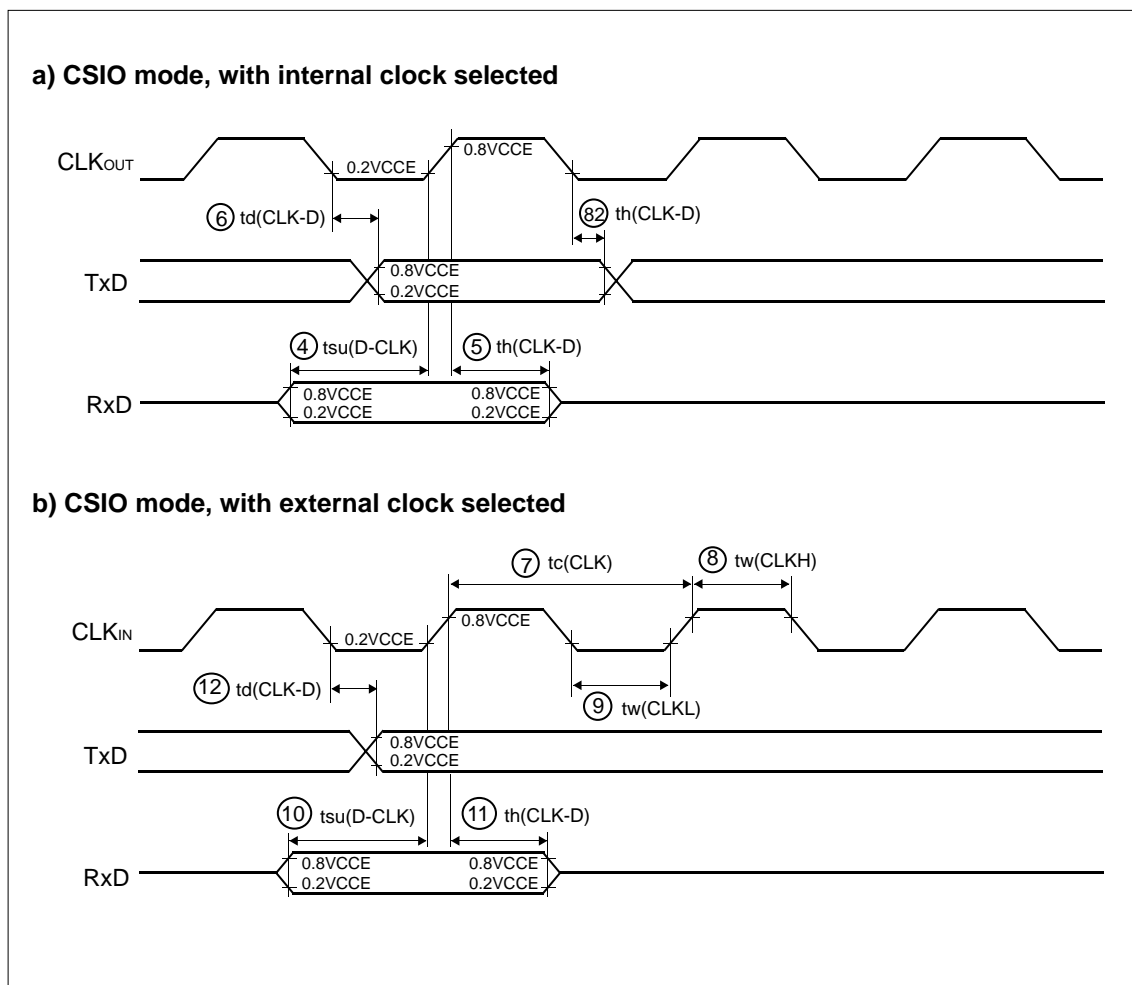 a) CSIO mode, with internal clock selected
CLKOUT
0.2VCCE
0.8VCCE
6 td(CLK-D)
82 th(CLK-D)
TxD
0.8VCCE
0.2VCCE
4 tsu(D-CLK)
5 th(CLK-D)
RxD
0.8VCCE 0.8VCCE
0.2VCCE 0.2VCCE
b) CSIO mode, with external clock selected
7 tc(CLK)
8 tw(CLKH)
CLKIN
0.2VCCE
0.8VCCE
12 td(CLK-D)
9 tw(CLKL)
TxD
0.8VCCE
0.2VCCE
10 tsu(D-CLK)
11 th(CLK-D)
RxD
0.8VCCE 0.8VCCE
0.2VCCE 0.2VCCE